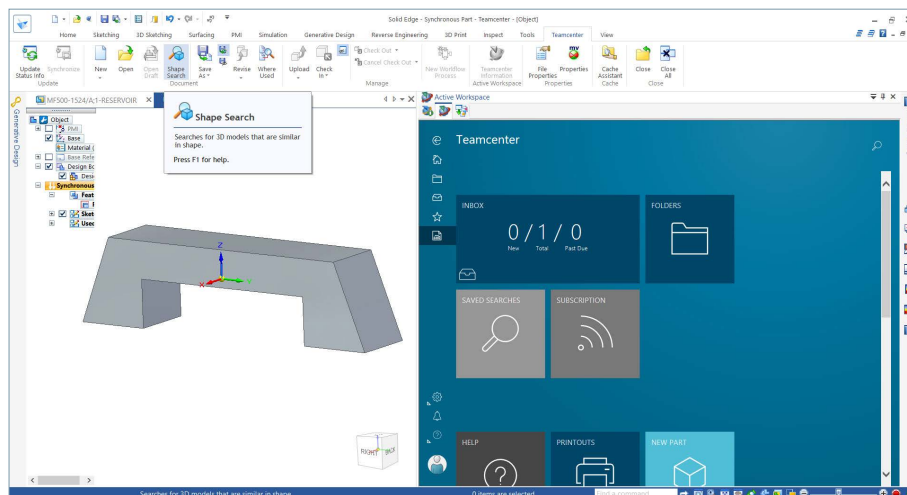 Solid Edge - Synchronous Part - Teamcenter - [Object]
Home Sketching 3D Sketching Surfacing PMI Simulation Generative Design Reverse Engineering 3D Print Inspect Tools Teamcenter View
Update Status Info
Synchronize
Update
New
Open
Open Draft
Shape Search
Save As
Revise
Where Used
Document
Upload
Check In
Check Out
Cancel Check Out
Manage
New Workflow Process
Teamcenter Information
Active Workspace
File Properties
Properties
Properties
Cache Assistant
Cache
Close
Close All
Close
MF500-1524/A;1-RESERVOIR
Generative Design
Object
PMI
Base
Material
Base Refe
Design Bo
Desi
Synchronous
Feat
Sket
Used
Shape Search
Searches for 3D models that are similar
in shape.
Press F1 for help.
Z
X
RIGHT BACK
Active Workspace
Teamcenter
INBOX
0 / 1 / 0
New Total Past Due
FOLDERS
SAVED SEARCHES
SUBSCRIPTION
HELP
PRINTOUTS
NEW PART
Searches for 3D models that are similar in shape.
0 items are selected
Find a command